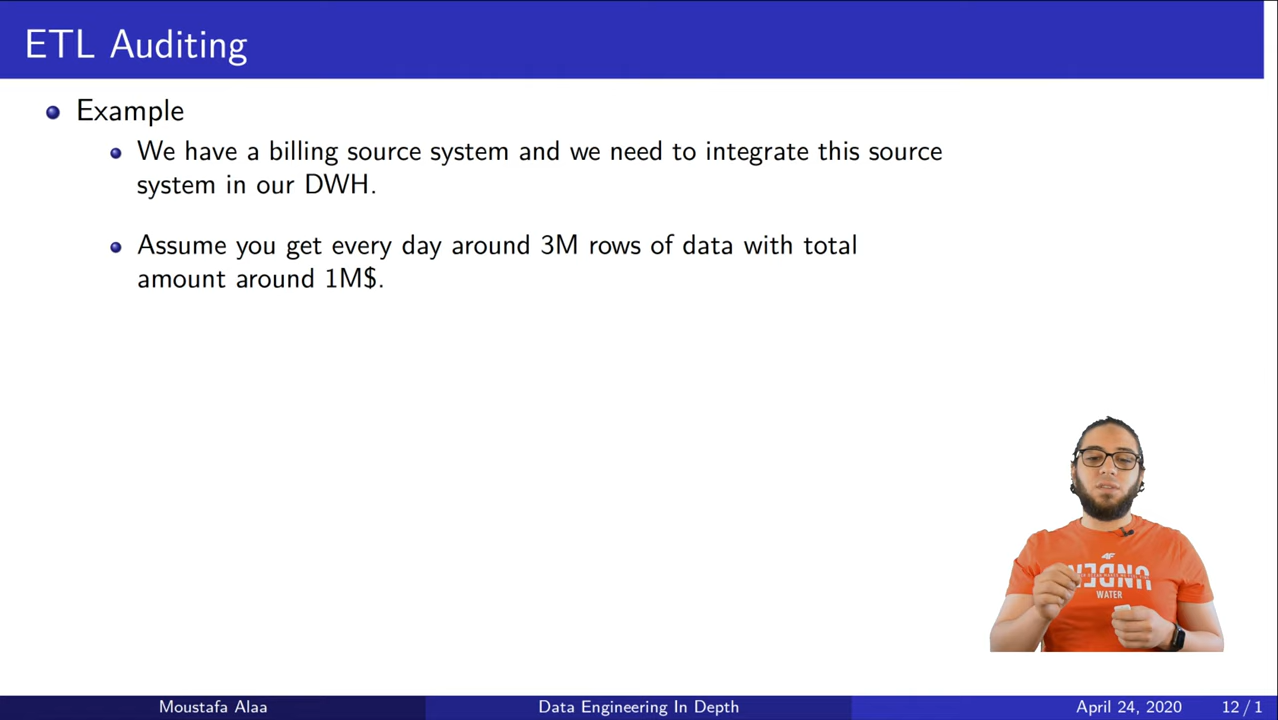 ETL Auditing
Example
We have a billing source system and we need to integrate this source
system in our DWH.
Assume you get every day around 3M rows of data with total
amount around 1M$.
WATER
Moustafa Alaa
Data Engineering In Depth
April 24, 2020
12 / 1